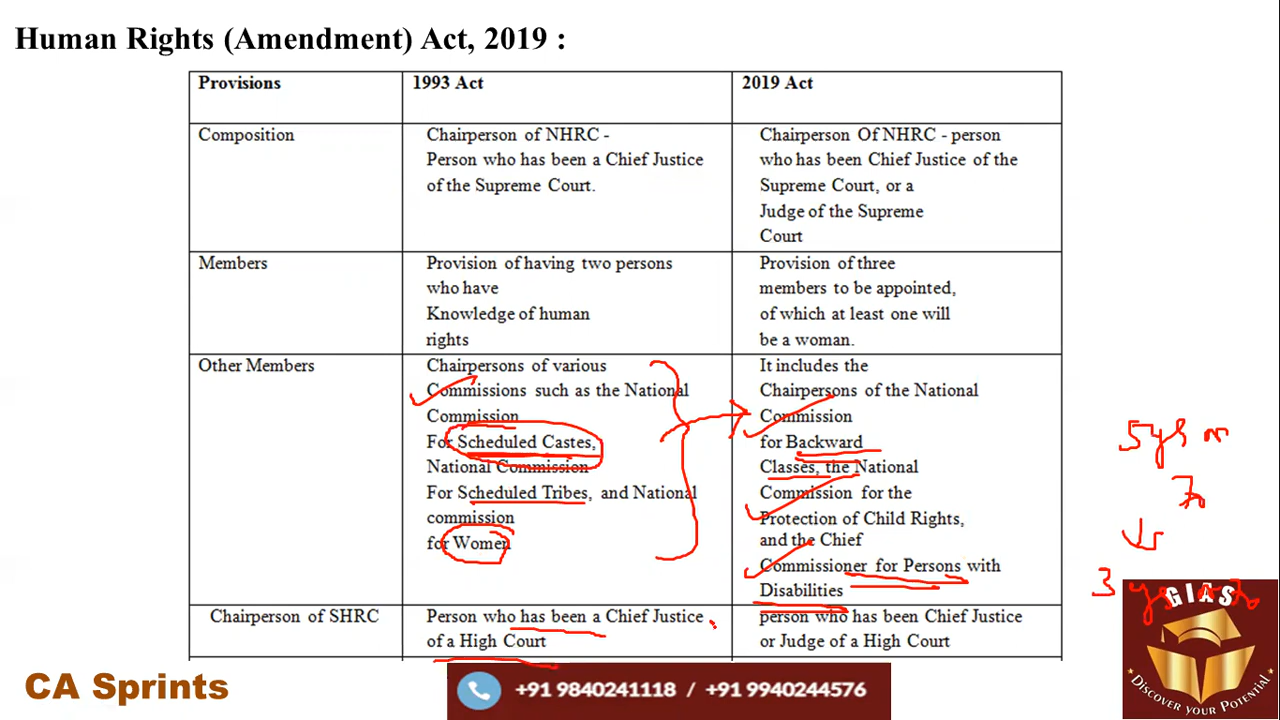 Human Rights (Amendment) Act, 2019 :
Provisions
1993 Act
2019 Act
Composition
Chairperson of NHRC -
Person who has been a Chief Justice
of the Supreme Court.
Chairperson Of NHRC - person
who has been Chief Justice of the
Supreme Court, or a
Judge of the Supreme
Court
Members
Provision of having two persons
who have
Knowledge of human
rights
Provision of three
members to be appointed,
of which at least one will
be a woman.
Other Members
Chairpersons of various
Commissions such as the National
Commission
For Scheduled Castes,
National Commission
For Scheduled Tribes, and National
commission
for Women
It includes the
Chairpersons of the National
Commission
for Backward
Classes, the National
Commission for the
Protection of Child Rights,
and the Chief
Commissioner for Persons with
Disabilities
Chairperson of SHRC
Person who has been a Chief Justice
of a High Court
person who has been Chief Justice
or Judge of a High Court
5 yrs or
70
3
GIAS
DISCOVER YOUR POTENTIAL
CA Sprints
+91 9840241118 / +91 9940244576